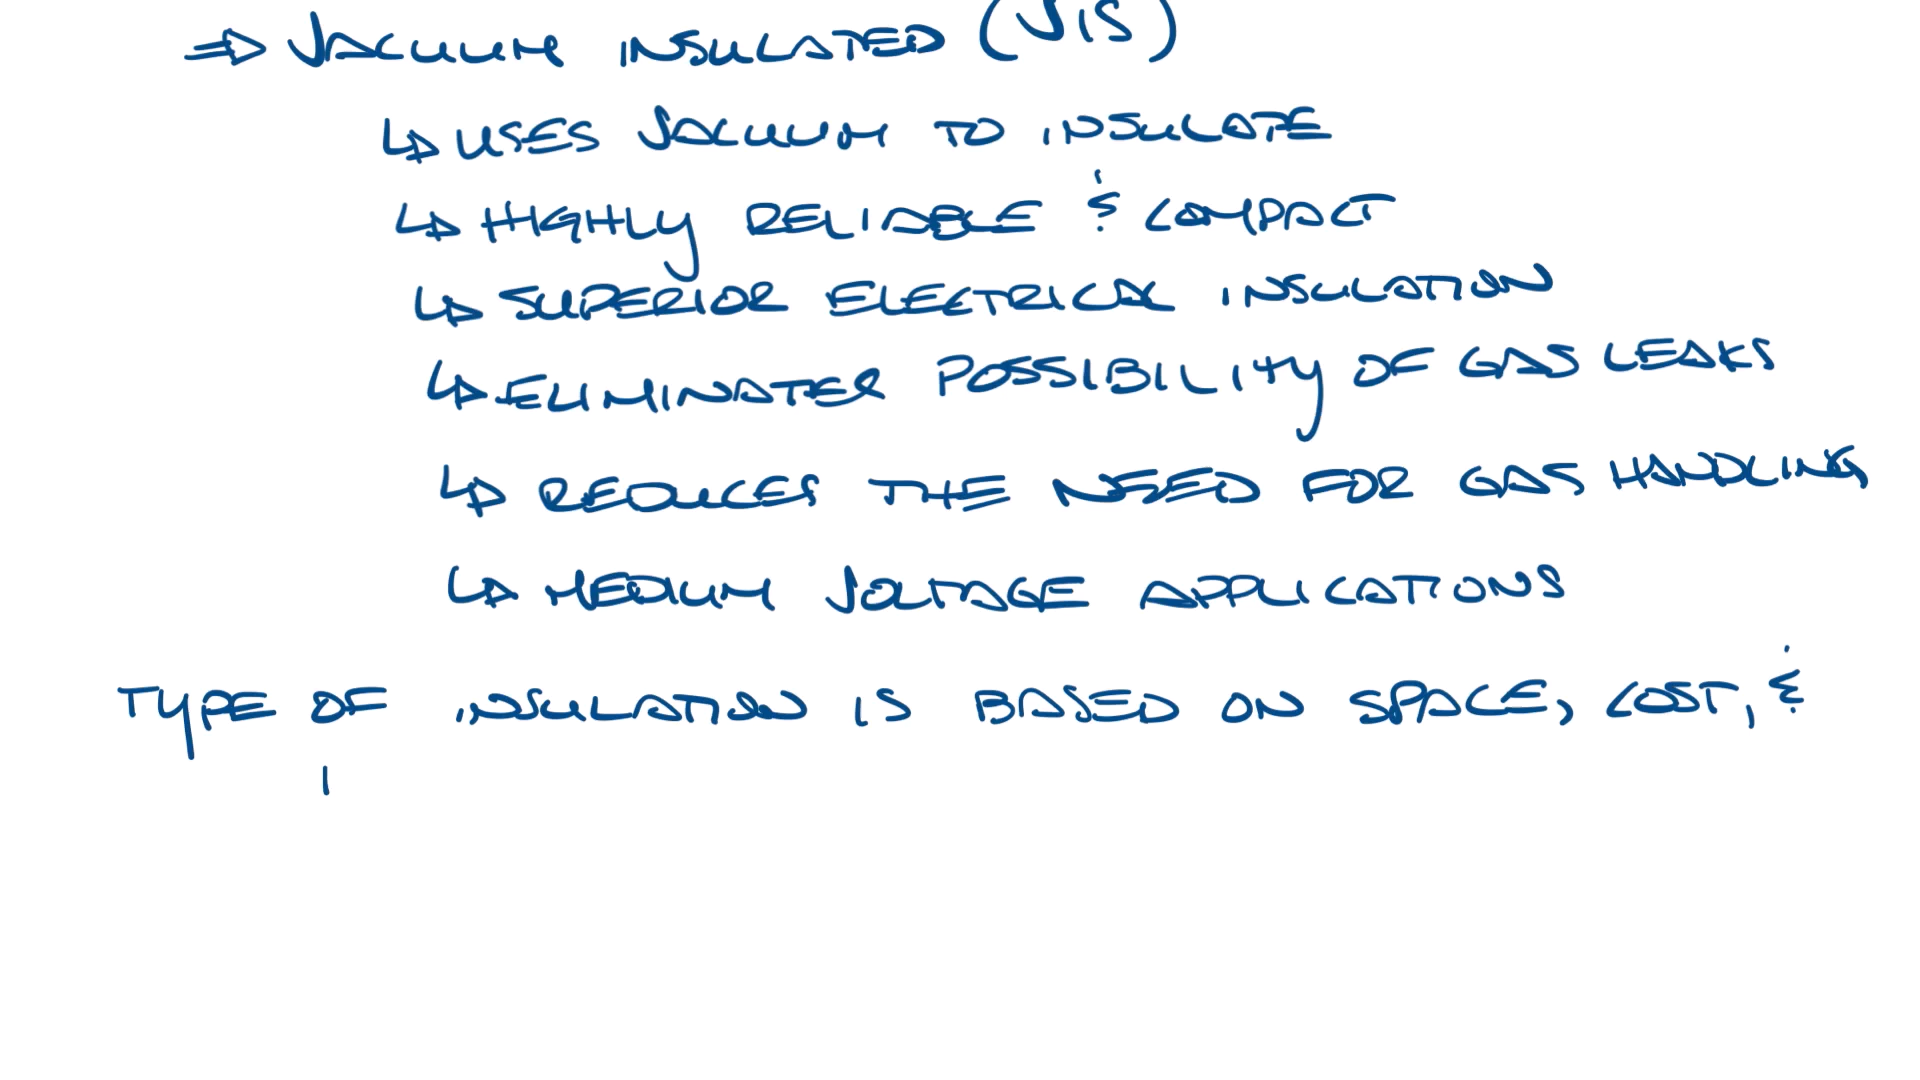 ⇒ VACUUM INSULATED (VIS)
↳ USES VACUUM TO INSULATE
↳ HIGHLY RELIABLE & COMPACT
↳ SUPERIOR ELECTRICAL INSULATION
↳ ELIMINATES POSSIBILITY OF GAS LEAKS
↳ REDUCES THE NEED FOR GAS HANDLING
↳ MEDIUM VOLTAGE APPLICATIONS
TYPE OF INSULATION IS BASED ON SPACE, COST, &